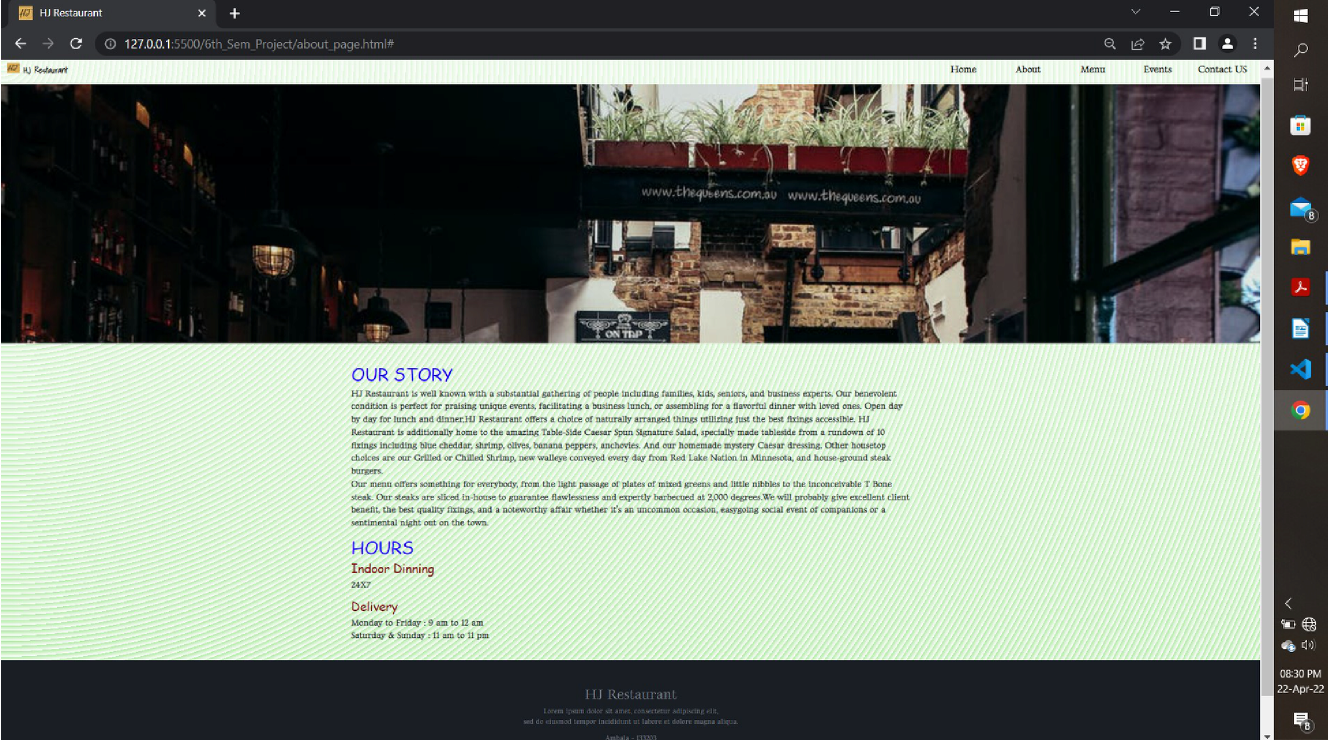 HJ Restaurant
127.0.0.1:5500/6th_Sem_Project/about_page.html#
HJ Restaurant
Home About Menu Events Contact US
www.thequeens.com.au www.thequeens.com.au
ON TAP
OUR STORY
HJ Restaurant is well known with a substantial gathering of people including families, kids, seniors, and business experts. Our benevolent
condition is perfect for praising unique events, facilitating a business lunch, or assembling for a flavorful dinner with loved ones. Open day
by day for lunch and dinner,HJ Restaurant offers a choice of naturally arranged things utilizing just the best fixings accessible. HJ
Restaurant is additionally home to the amazing Table-Side Caesar Spun Signature Salad, specially made tableside from a rundown of 10
fixings including blue cheddar, shrimp, olives, banana peppers, anchovies. And our homemade mystery Caesar dressing. Other housetop
choices are our Grilled or Chilled Shrimp, new walleye conveyed every day from Red Lake Nation in Minnesota, and house-ground steak
burgers.
Our menu offers something for everybody, from the light passage of plates of mixed greens and little nibbles to the inconceivable T Bone
steak. Our steaks are sliced in-house to guarantee flawlessness and expertly barbecued at 2,000 degrees.We will probably give excellent client
benefit, the best quality fixings, and a noteworthy affair whether it's an uncommon occasion, easygoing social event of companions or a
sentimental night out on the town.
HOURS
Indoor Dinning
24X7
Delivery
Monday to Friday : 9 am to 12 am
Saturday & Sunday : 11 am to 11 pm
HJ Restaurant
Lorem ipsum dolor sit amet, consectetur adipiscing elit,
sed do eiusmod tempor incididunt ut labore et dolore magna aliqua.
Ambala -
8
08:30 PM
22-Apr-22
8